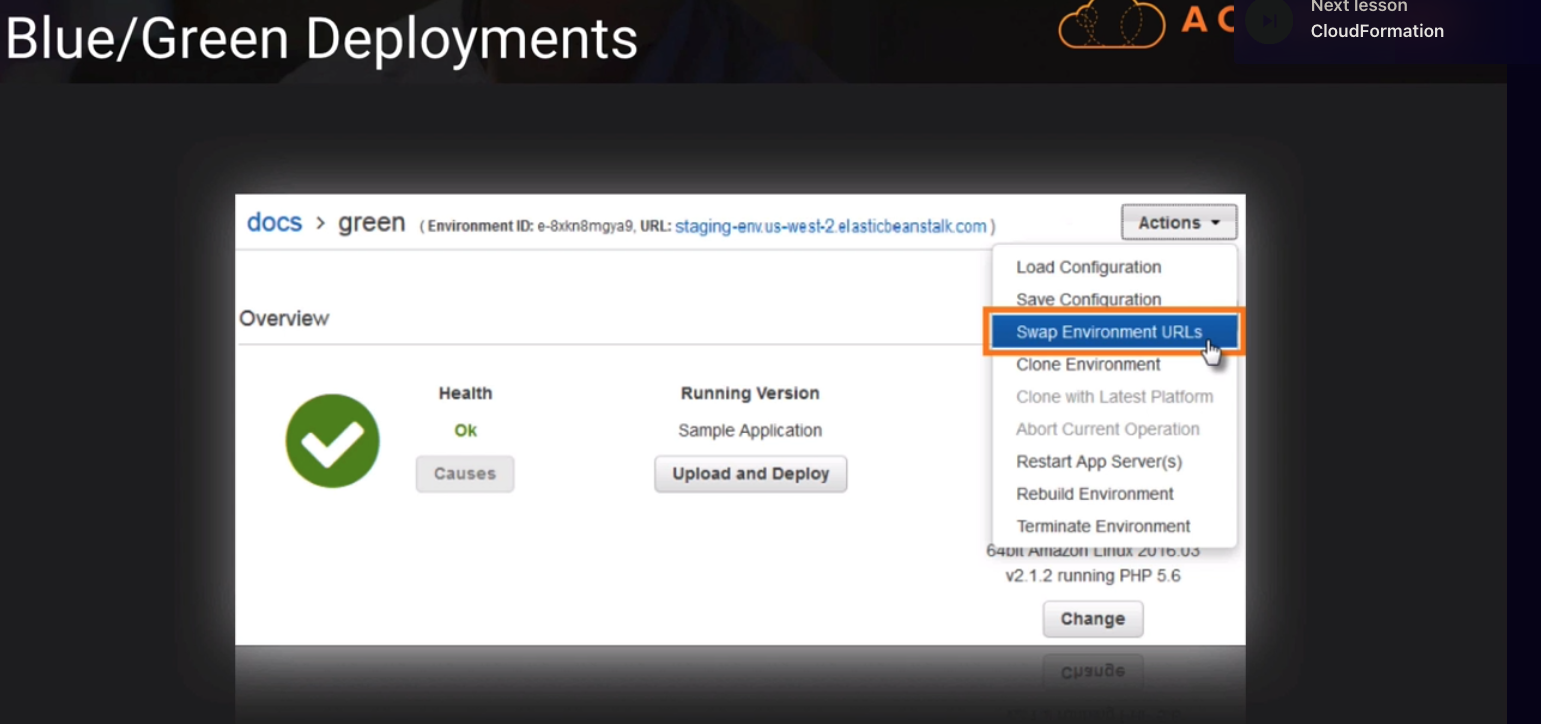 Blue/Green Deployments
A C
Next lesson
CloudFormation
docs > green ( Environment ID: e-8xkn8mgya9, URL: staging-env.us-west-2.elasticbeanstalk.com )
Actions
Load Configuration
Save Configuration
Swap Environment URLs
Clone Environment
Clone with Latest Platform
Abort Current Operation
Restart App Server(s)
Rebuild Environment
Terminate Environment
Overview
Health
Ok
Causes
Running Version
Sample Application
Upload and Deploy
64bit Amazon Linux 2016.03
v2.1.2 running PHP 5.6
Change